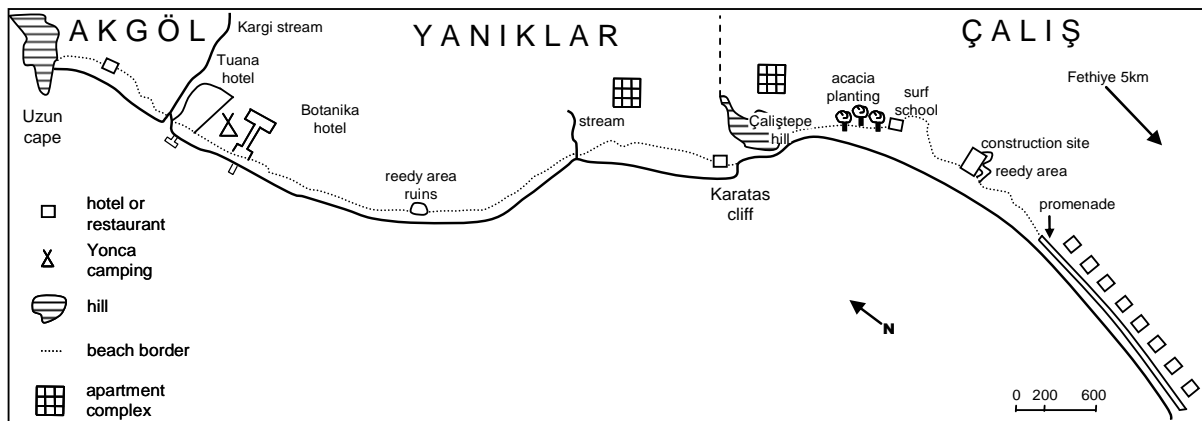 AKGÖL
YANIKLAR
ÇALIŞ
Kargi stream
Tuana
hotel
Botanika
hotel
Uzun
cape
reedy area
ruins
stream
Çaliştepe
hill
Karatas
cliff
acacia
planting
surf
school
Fethiye 5km
construction site
reedy area
promenade
hotel or
restaurant
Yonca
camping
hill
beach border
apartment
complex
N
0 200 600